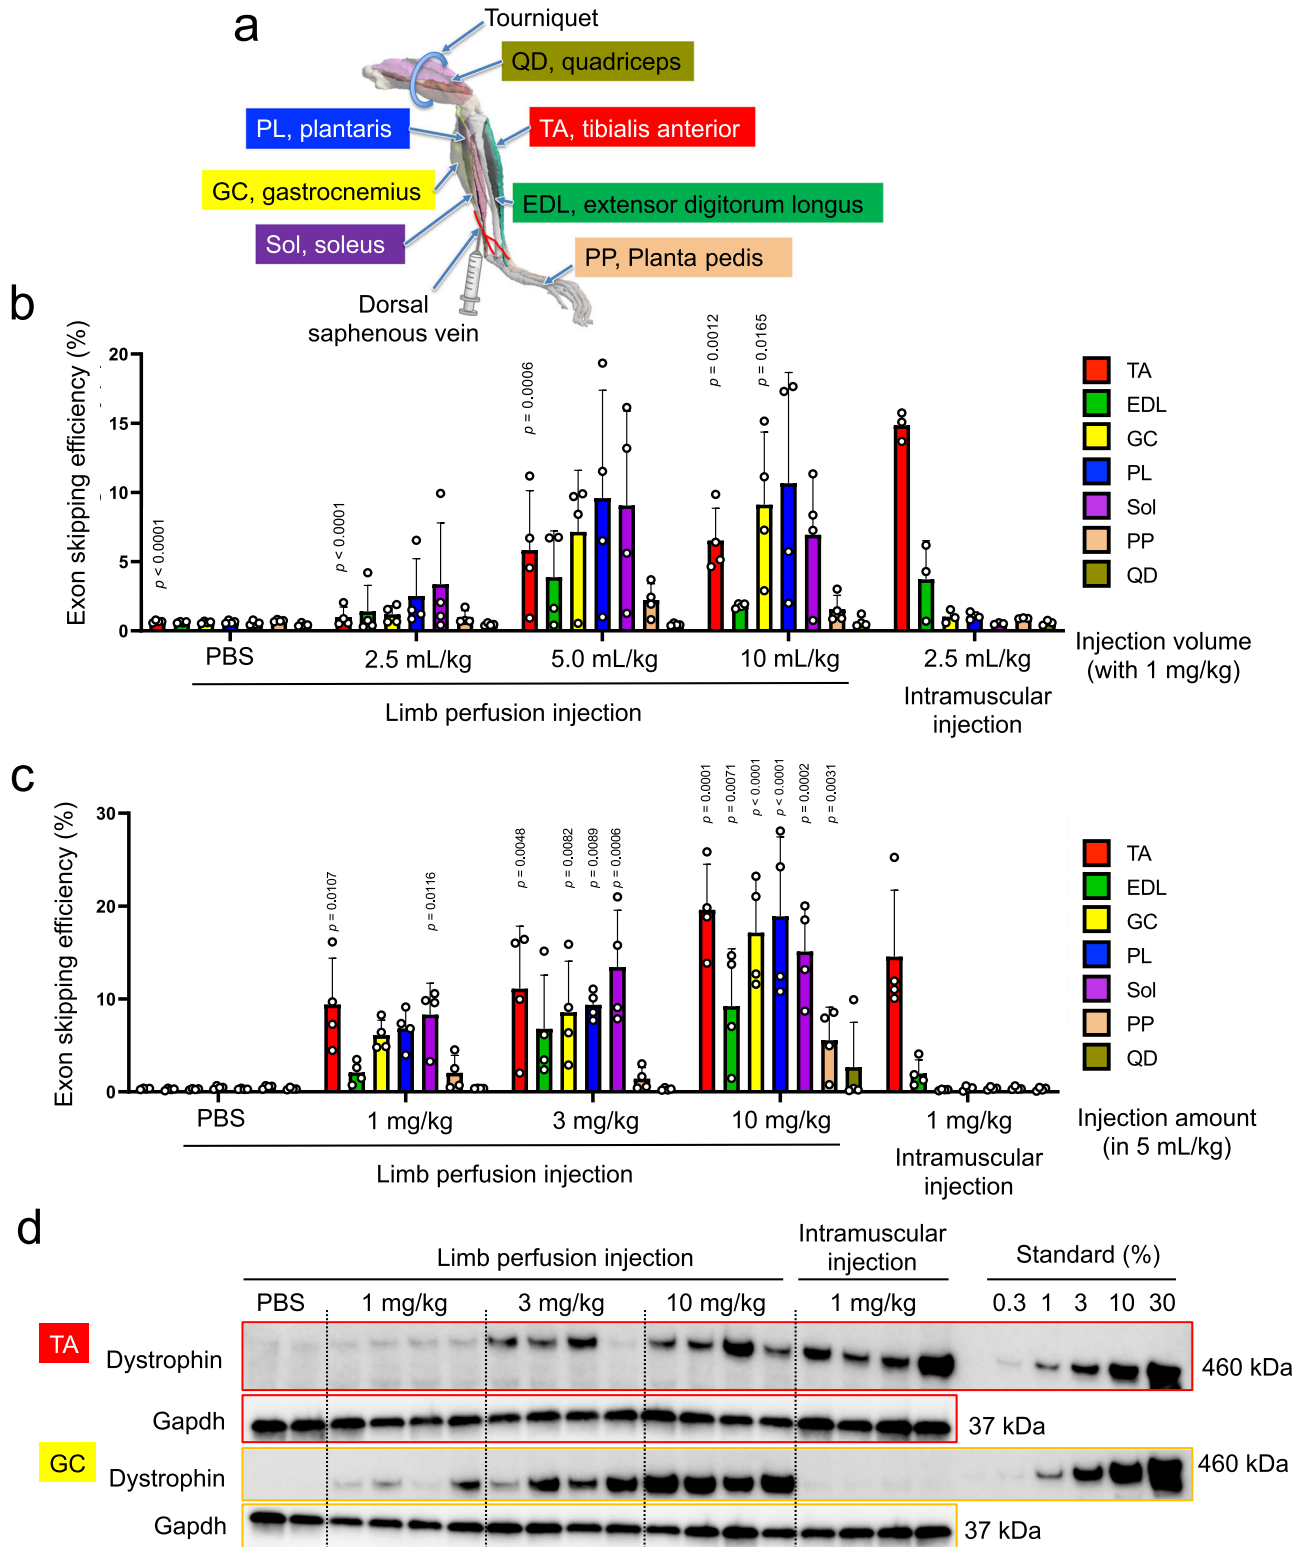 a
Tourniquet
QD, quadriceps
PL, plantaris
TA, tibialis anterior
GC, gastrocnemius
EDL, extensor digitorum longus
Sol, soleus
PP, Planta pedis
Dorsal
saphenous vein
b
Exon skipping efficiency (%)
20
15
10
5
0
p < 0.0001
p < 0.0001
p = 0.0006
p = 0.0012
p = 0.0165
TA
EDL
GC
PL
Sol
PP
QD
PBS
2.5 mL/kg
5.0 mL/kg
10 mL/kg
2.5 mL/kg
Injection volume
(with 1 mg/kg)
Limb perfusion injection
Intramuscular
injection
c
Exon skipping efficiency (%)
30
20
10
0
p = 0.0107
p = 0.0116
p = 0.0048
p = 0.0082
p = 0.0089
p = 0.0006
p = 0.0001
p = 0.0071
p < 0.0001
p < 0.0001
p = 0.0002
p = 0.0031
TA
EDL
GC
PL
Sol
PP
QD
PBS
1 mg/kg
3 mg/kg
10 mg/kg
1 mg/kg
Injection amount
(in 5 mL/kg)
Limb perfusion injection
Intramuscular
injection
d
Limb perfusion injection
Intramuscular
injection
Standard (%)
PBS
1 mg/kg
3 mg/kg
10 mg/kg
1 mg/kg
0.3 1 3 10 30
TA
Dystrophin
460 kDa
Gapdh
37 kDa
GC
Dystrophin
460 kDa
Gapdh
37 kDa